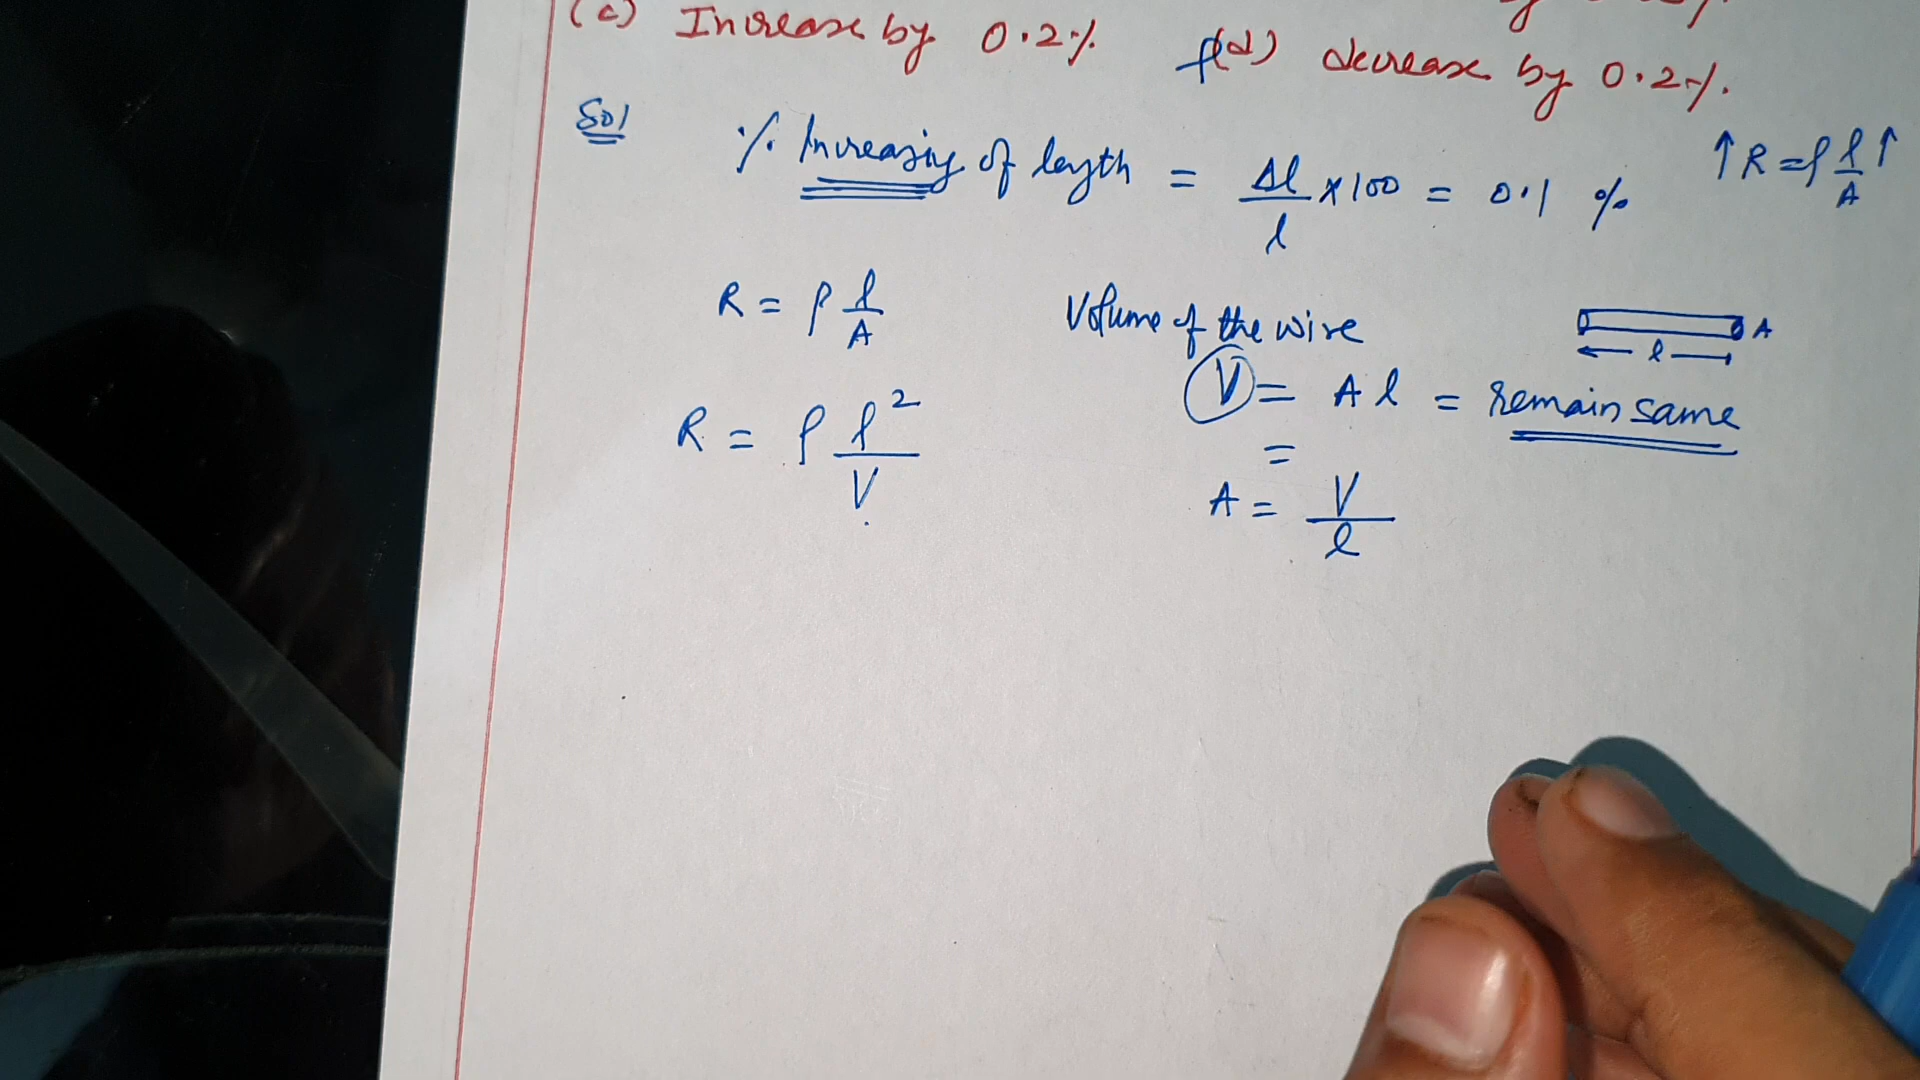 (c) Increase by 0.2% (d) decrease by 0.2%.
Sol
% Increasing of length = Δl/l × 100 = 0.1 %
↑ R = ρ l/A ↑
R = ρ l/A
Volume of the wire
A
l
V = A l = remain same
R = ρ l²/V
=
A = V/l